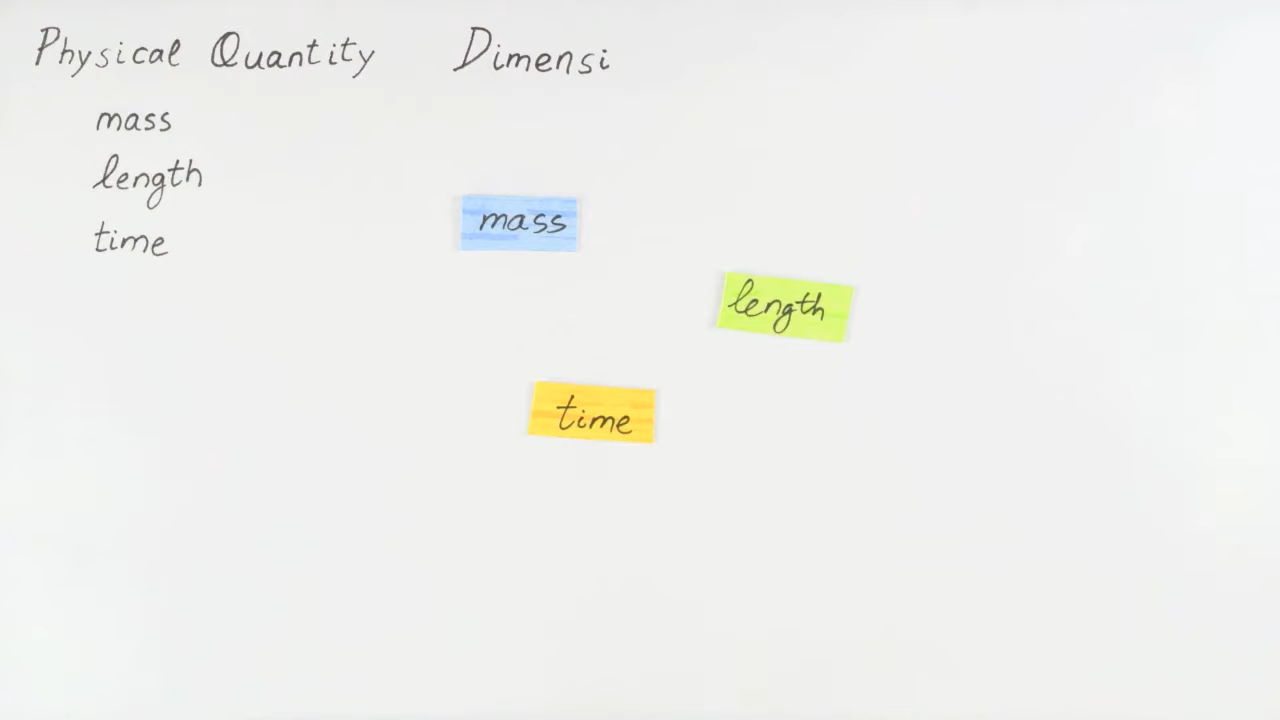 Physical Quantity Dimensi
mass
length
time
mass
length
time